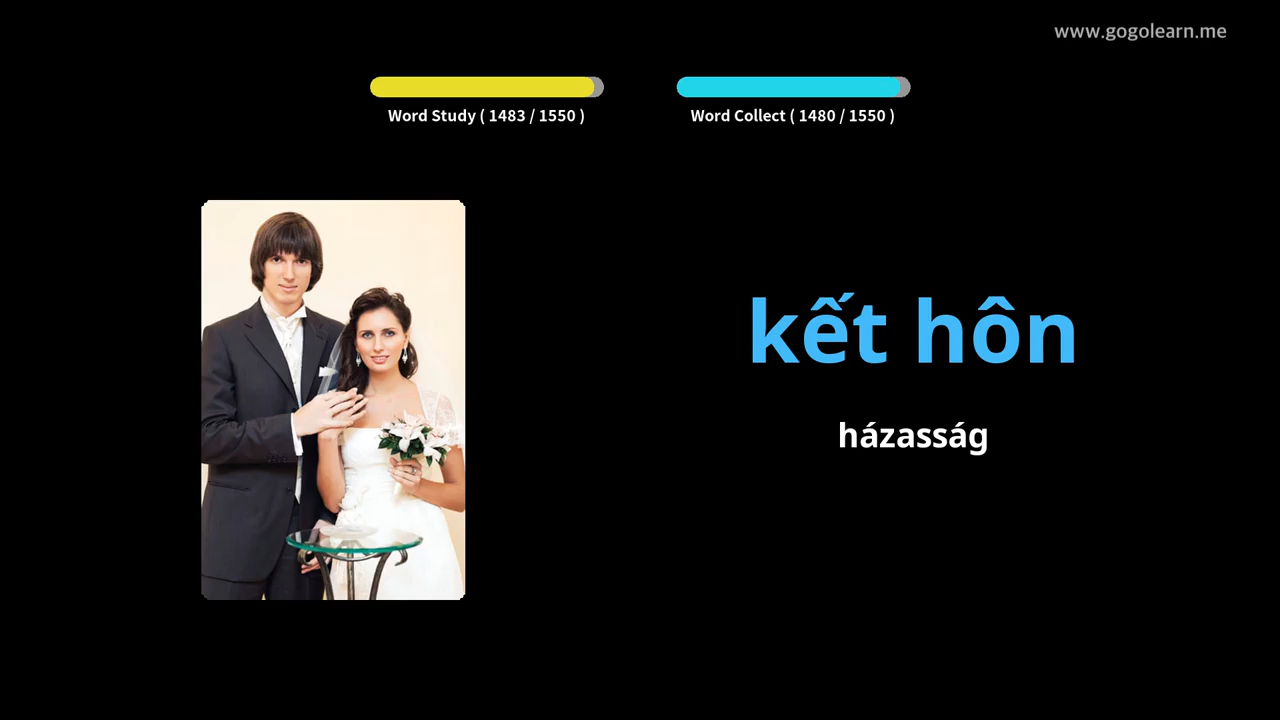 www.gogolearn.me
Word Study ( 1483 / 1550 )
Word Collect ( 1480 / 1550 )
kết hôn
házasság